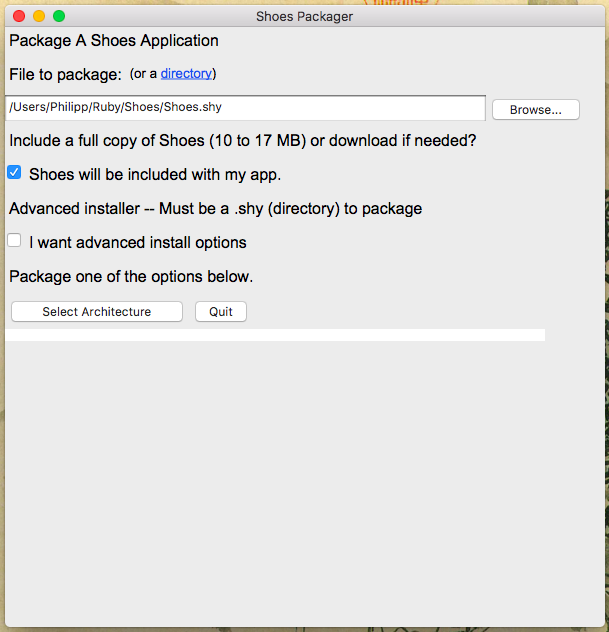 Shoes Packager
Package A Shoes Application
File to package: (or a directory)
/Users/Philipp/Ruby/Shoes/Shoes.shy
Browse...
Include a full copy of Shoes (10 to 17 MB) or download if needed?
Shoes will be included with my app.
Advanced installer -- Must be a .shy (directory) to package
I want advanced install options
Package one of the options below.
Select Architecture
Quit